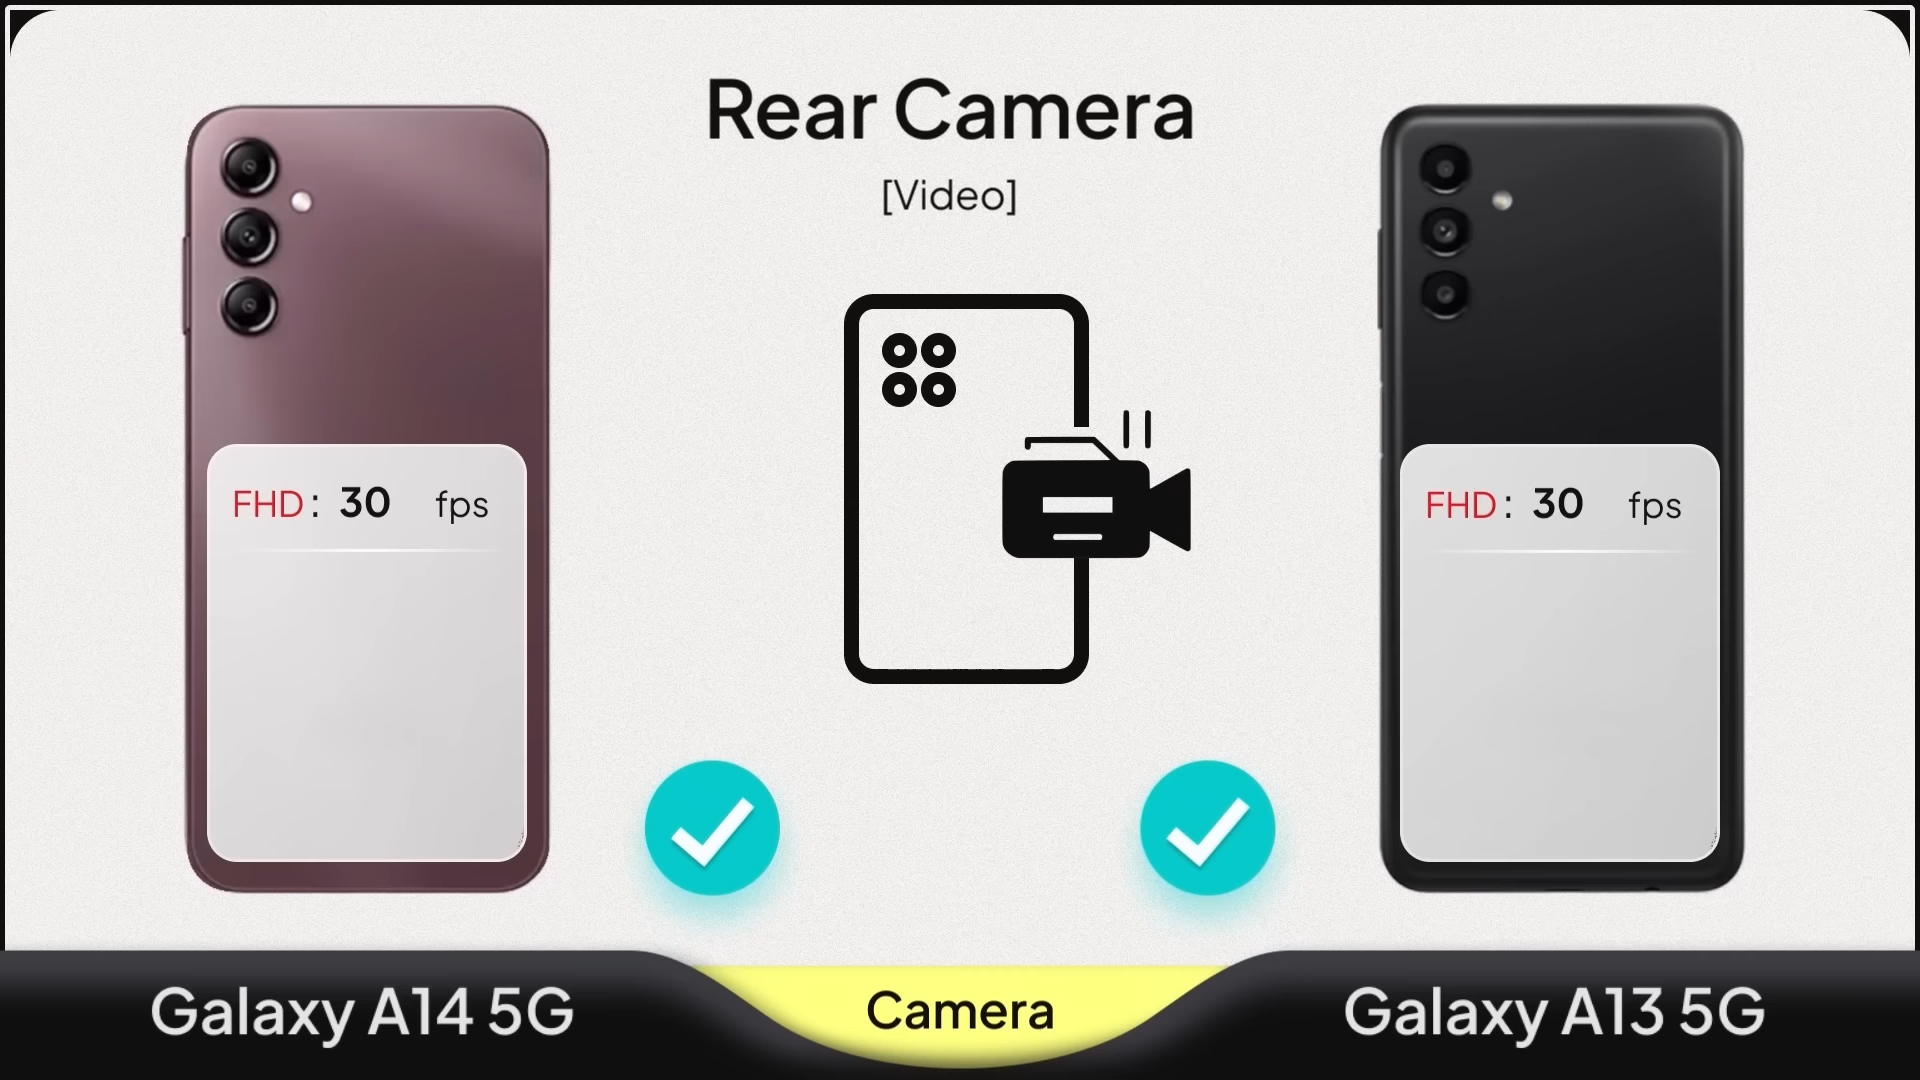 Rear Camera
[Video]
FHD: 30 fps
FHD: 30 fps
Galaxy A14 5G
Camera
Galaxy A13 5G